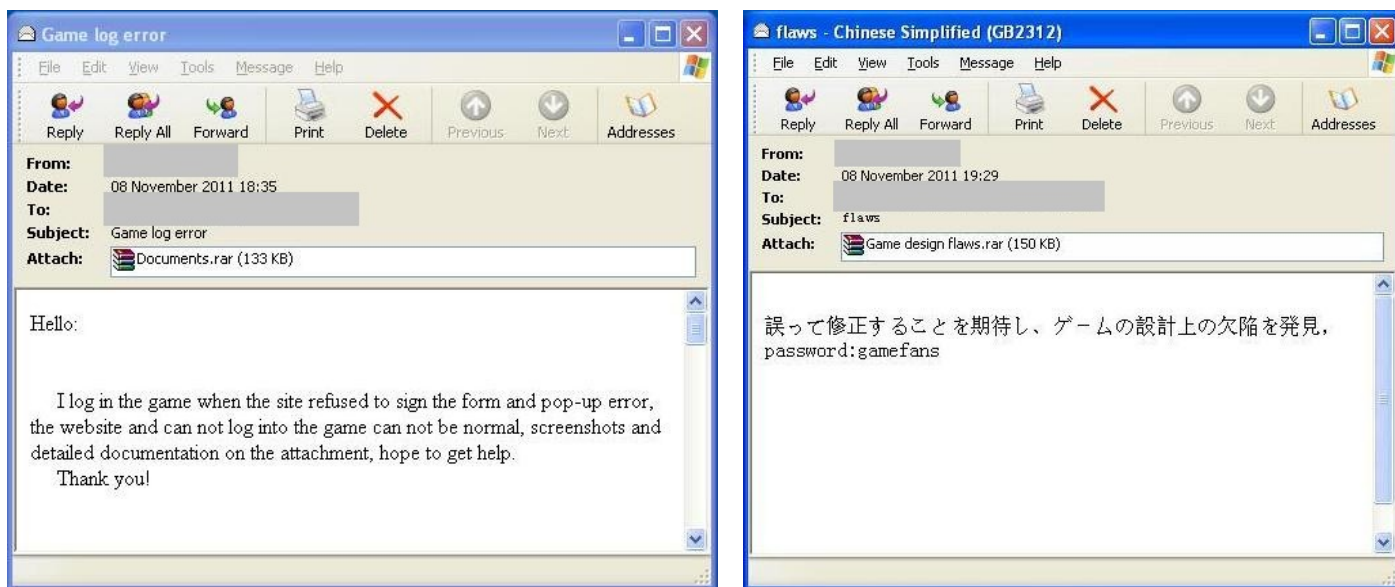 Game log error
File Edit View Tools Message Help
Reply Reply All Forward Print Delete Previous Next Addresses
From:
Date: 08 November 2011 18:35
To:
Subject: Game log error
Attach: Documents.rar (133 KB)
Hello:
I log in the game when the site refused to sign the form and pop-up error,
the website and can not log into the game can not be normal, screenshots and
detailed documentation on the attachment, hope to get help.
Thank you!
flaws - Chinese Simplified (GB2312)
File Edit View Tools Message Help
Reply Reply All Forward Print Delete Previous Next Addresses
From:
Date: 08 November 2011 19:29
To:
Subject: flaws
Attach: Game design flaws.rar (150 KB)
誤って修正することを期待し、ゲームの設計上の欠陥を発見，
password:gamefans